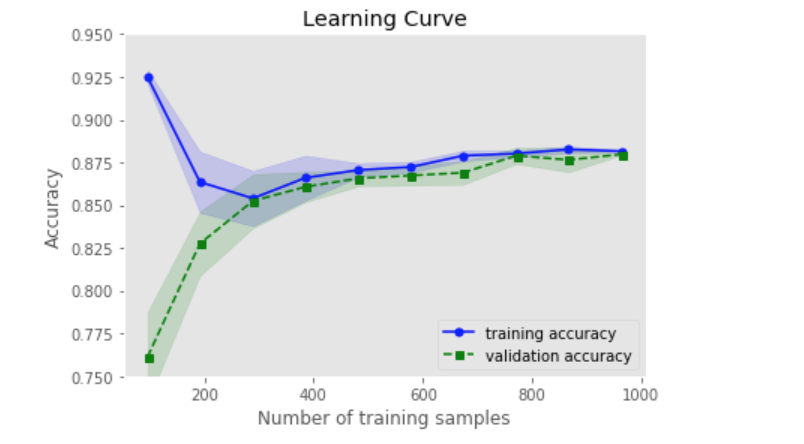 Learning Curve
0.950
0.925
0.900
0.875
0.850
0.825
0.800
0.775
0.750
Accuracy
training accuracy
validation accuracy
200 400 600 800 1000
Number of training samples